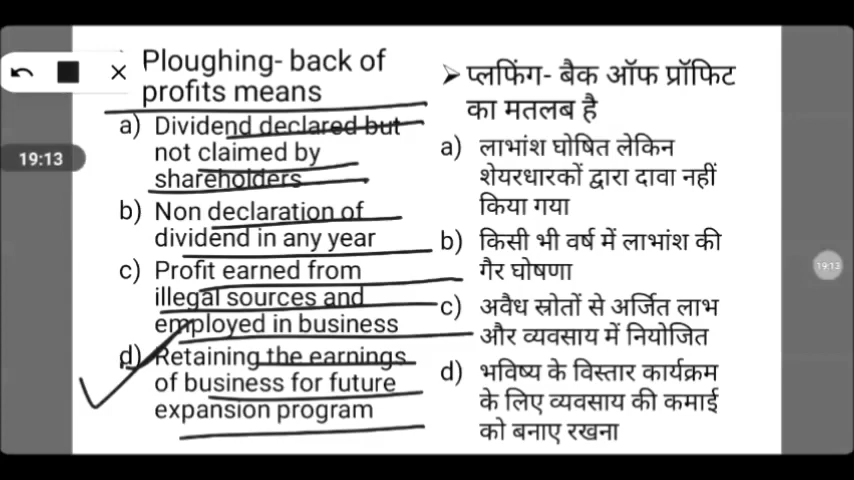 Ploughing- back of
profits means
a) Dividend declared but
not claimed by
shareholders
b) Non declaration of
dividend in any year
c) Profit earned from
illegal sources and
employed in business
d) Retaining the earnings
of business for future
expansion program
➢ प्लफिंग- बैक ऑफ प्रॉफिट
का मतलब है
a) लाभांश घोषित लेकिन
शेयरधारकों द्वारा दावा नहीं
किया गया
b) किसी भी वर्ष में लाभांश की
गैर घोषणा
c) अवैध स्रोतों से अर्जित लाभ
और व्यवसाय में नियोजित
d) भविष्य के विस्तार कार्यक्रम
के लिए व्यवसाय की कमाई
को बनाए रखना
19:13
19:13